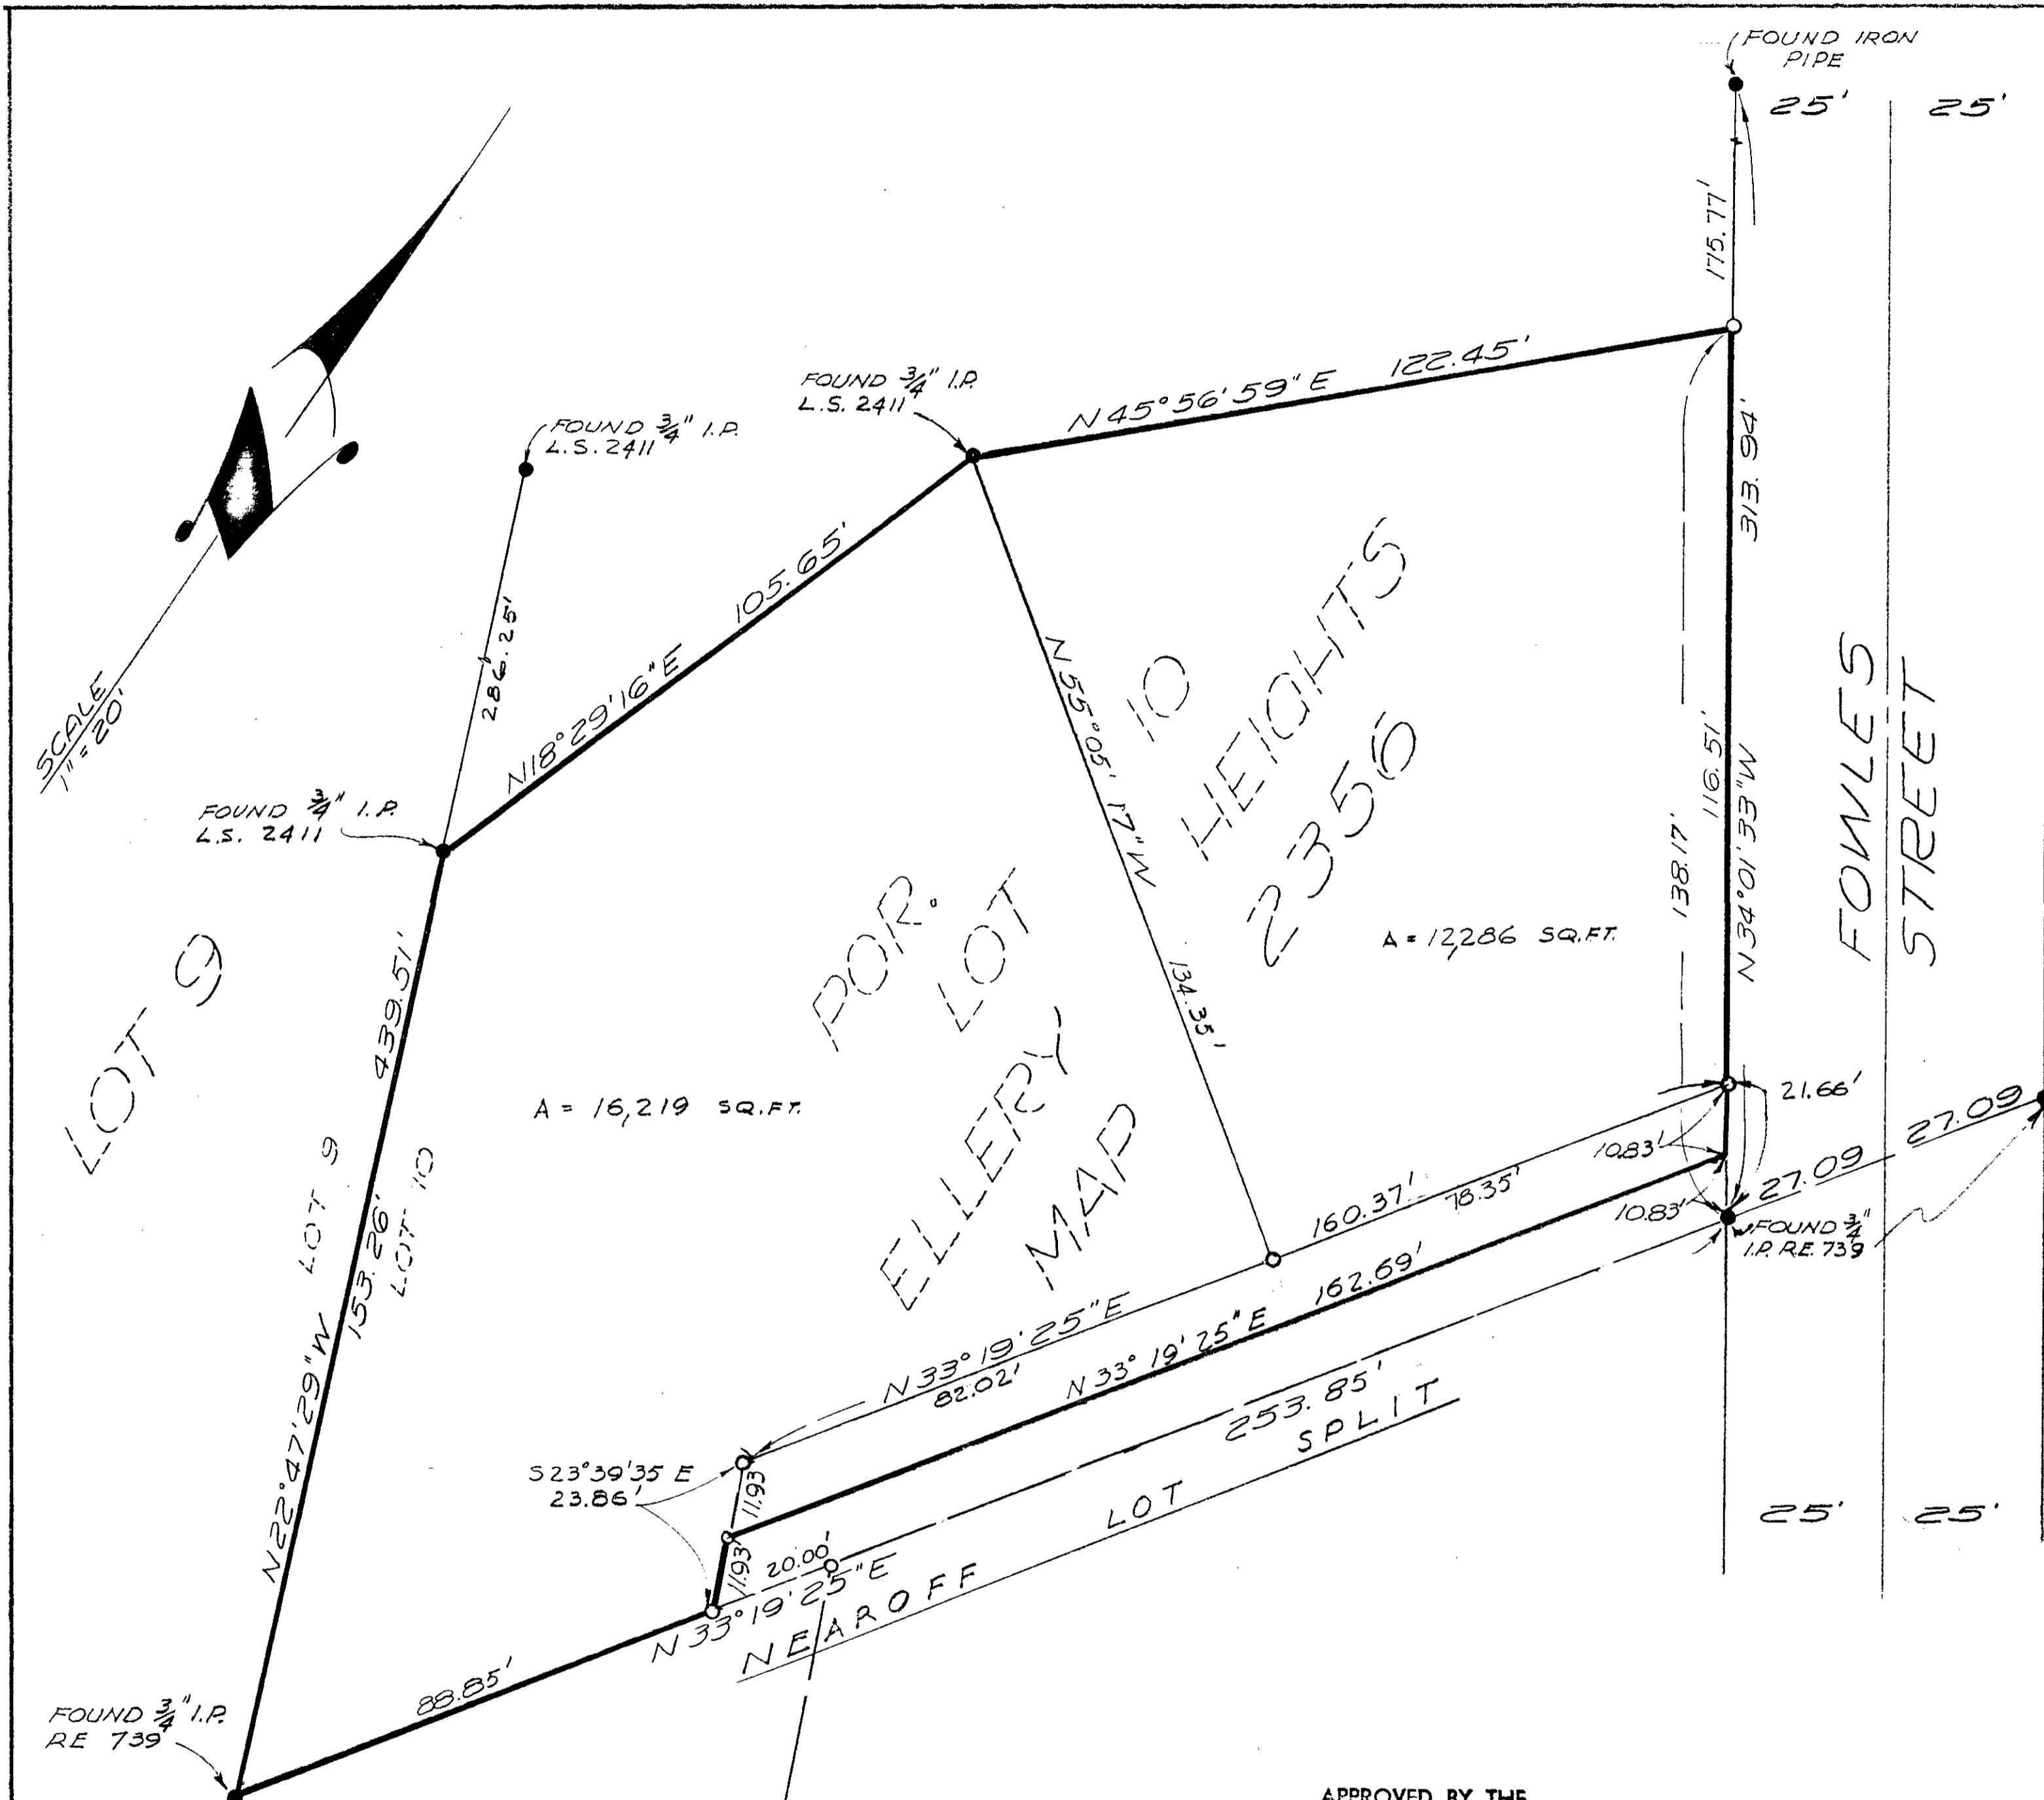 FOUND IRON
PIPE
25'
25'
175.77'
FOUND 3/4" I.P.
L.S. 2411
N45°56'59"E
122.45'
FOUND 3/4" I.P.
L.S. 2411
313.94'
105.65'
286.25'
N18°29'16"E
SCALE
1"=20'
N55°05'17"W
134.35'
10
HEIGHTS
2356
116.51'
138.17'
N34°01'33"W
FOWLES
STREET
FOUND 3/4" I.P.
L.S. 2411
POR.
LOT
A = 12,286 SQ.FT.
LOT 9
439.51'
A = 16,219 SQ.FT.
ELLERY
MAP
LOT 9
LOT 10
153.26'
N22°47'29"W
21.66'
27.09
27.09
10.83'
10.83'
160.37'
78.35'
FOUND 3/4"
I.P. RE. 739
162.69'
N33°19'25"E
82.02'
N33°19'25"E
253.85'
NEAROFF LOT SPLIT
S23°39'35 E
23.86'
11.93
11.93'
20.00'
N33°19'25"E
25'
25'
88.85'
FOUND 3/4" I.P.
RE 739
APPROVED BY THE